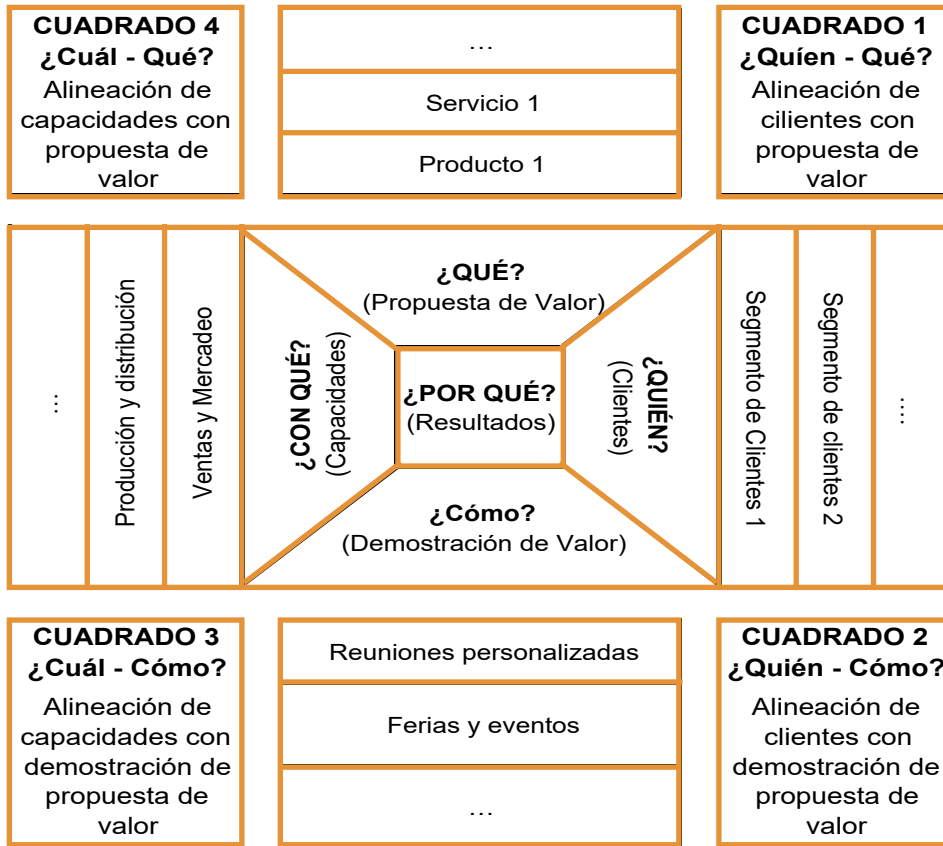 CUADRADO 4
¿Cuál - Qué?
Alineación de
capacidades con
propuesta de
valor
…
Servicio 1
Producto 1
CUADRADO 1
¿Quíen - Qué?
Alineación de
cilientes con
propuesta de
valor
…
Producción y distribución
Ventas y Mercadeo
¿CON QUÉ?
(Capacidades)
¿QUÉ?
(Propuesta de Valor)
¿POR QUÉ?
(Resultados)
¿Cómo?
(Demostración de Valor)
¿QUIÉN?
(Clientes)
Segmento de Clientes 1
Segmento de clientes 2
....
CUADRADO 3
¿Cuál - Cómo?
Alineación de
capacidades con
demostración de
propuesta de
valor
Reuniones personalizadas
Ferias y eventos
…
CUADRADO 2
¿Quién - Cómo?
Alineación de
clientes con
demostración de
propuesta de
valor